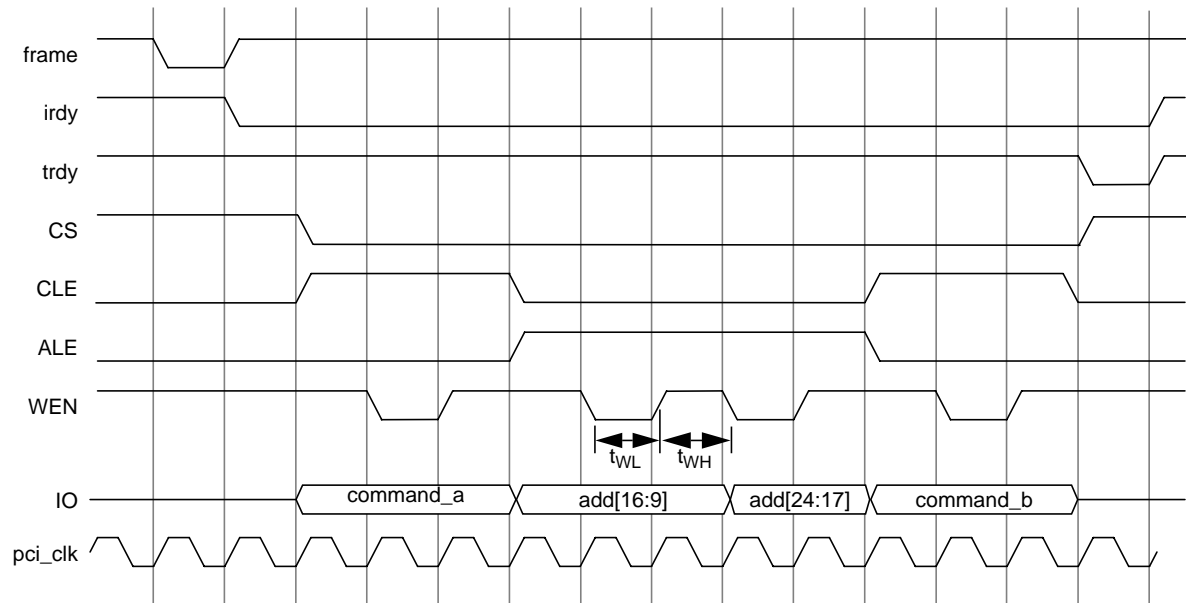 frame
irdy
trdy
CS
CLE
ALE
WEN
tWL tWH
IO command_a add[16:9] add[24:17] command_b
pci_clk